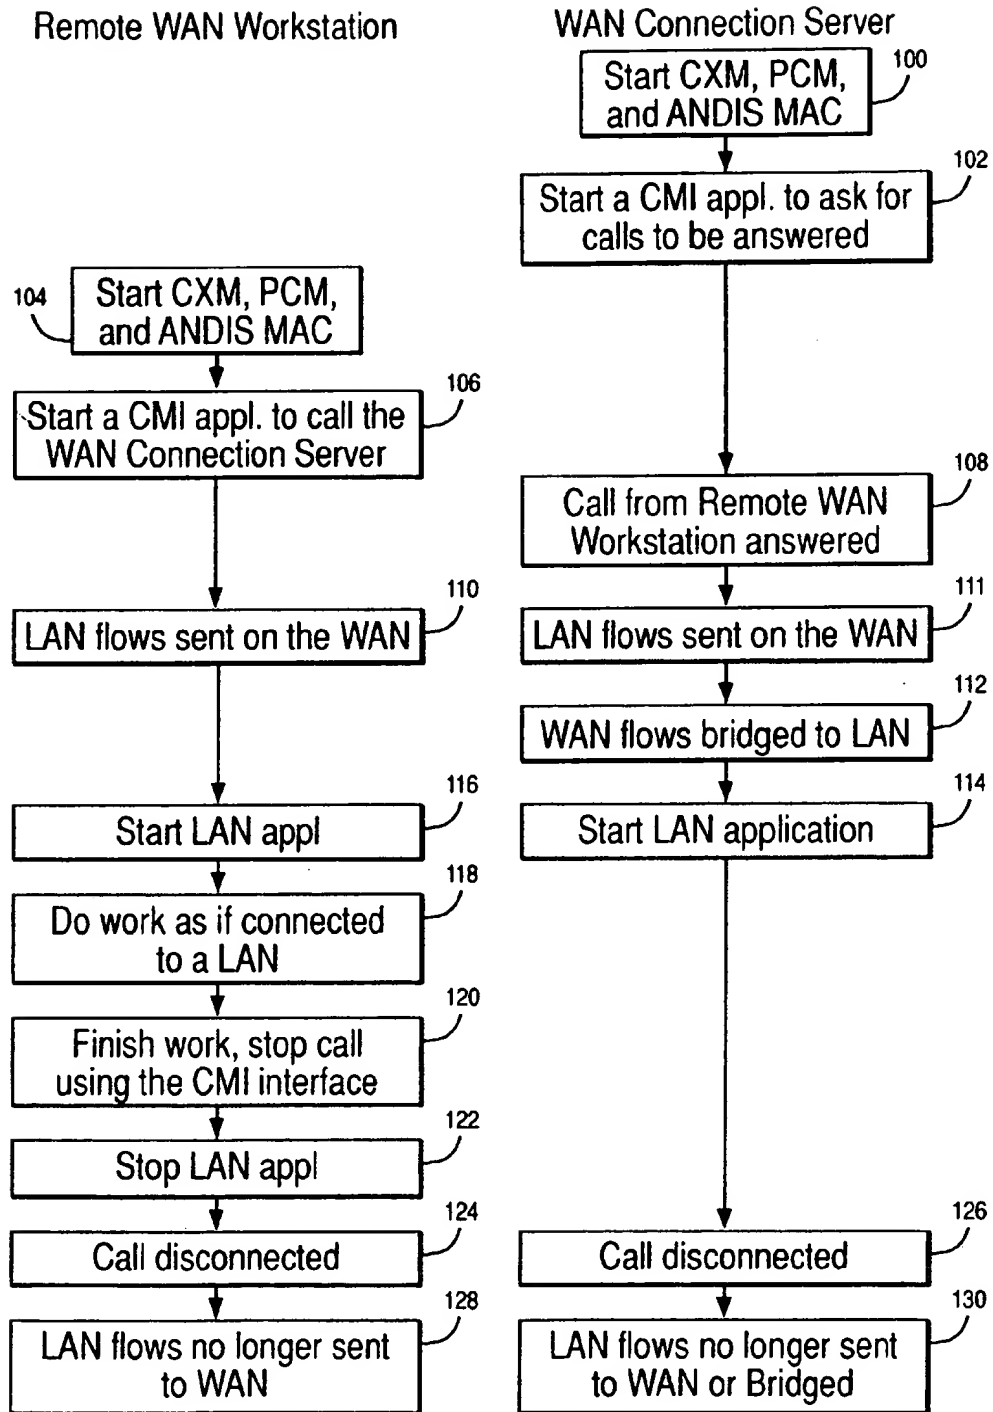 Remote WAN Workstation
WAN Connection Server
Start CXM, PCM,
and ANDIS MAC
100
Start a CMI appl. to ask for
calls to be answered
102
104
Start CXM, PCM,
and ANDIS MAC
Start a CMI appl. to call the
WAN Connection Server
106
Call from Remote WAN
Workstation answered
108
LAN flows sent on the WAN
110
LAN flows sent on the WAN
111
WAN flows bridged to LAN
112
Start LAN appl
116
Start LAN application
114
Do work as if connected
to a LAN
118
Finish work, stop call
using the CMI interface
120
Stop LAN appl
122
Call disconnected
124
Call disconnected
126
LAN flows no longer sent
to WAN
128
LAN flows no longer sent
to WAN or Bridged
130